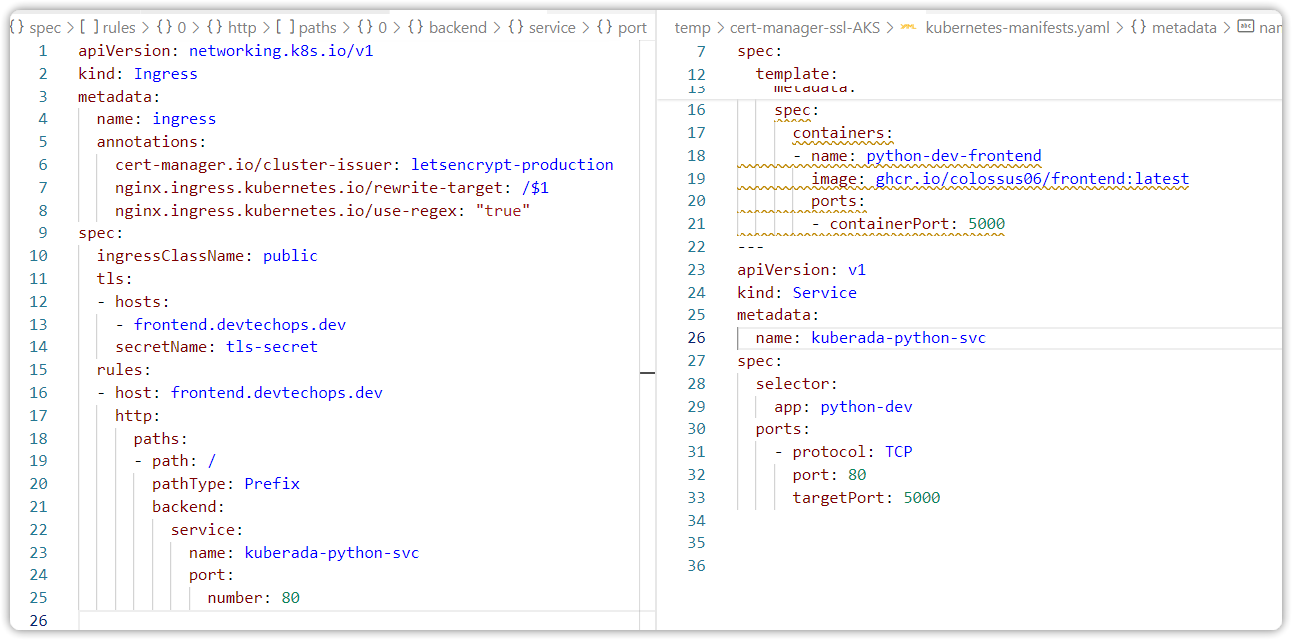 {} spec > [ ] rules > {} 0 > {} http > [ ] paths > {} 0 > {} backend > {} service > {} port
1 apiVersion: networking.k8s.io/v1
2 kind: Ingress
3 metadata:
4   name: ingress
5   annotations:
6     cert-manager.io/cluster-issuer: letsencrypt-production
7     nginx.ingress.kubernetes.io/rewrite-target: /$1
8     nginx.ingress.kubernetes.io/use-regex: "true"
9 spec:
10   ingressClassName: public
11   tls:
12   - hosts:
13     - frontend.devtechops.dev
14     secretName: tls-secret
15   rules:
16   - host: frontend.devtechops.dev
17     http:
18       paths:
19       - path: /
20         pathType: Prefix
21         backend:
22           service:
23             name: kuberada-python-svc
24             port:
25               number: 80
26
temp > cert-manager-ssl-AKS > kubernetes-manifests.yaml > {} metadata > abc nar
7 spec:
12   template:
13     metadata:
16     spec:
17       containers:
18       - name: python-dev-frontend
19         image: ghcr.io/colossus06/frontend:latest
20         ports:
21         - containerPort: 5000
22 ---
23 apiVersion: v1
24 kind: Service
25 metadata:
26   name: kuberada-python-svc
27 spec:
28   selector:
29     app: python-dev
30   ports:
31     - protocol: TCP
32       port: 80
33       targetPort: 5000
34
35
36